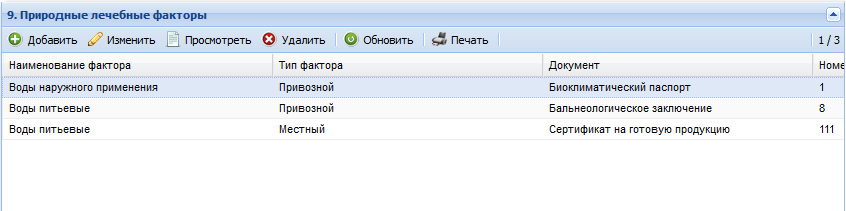 9. Природные лечебные факторы
Добавить Изменить Просмотреть Удалить Обновить Печать 1 / 3
Наименование фактора Тип фактора Документ Номе
Воды наружного применения Привозной Биоклиматический паспорт 1
Воды питьевые Привозной Бальнеологическое заключение 8
Воды питьевые Местный Сертификат на готовую продукцию 111